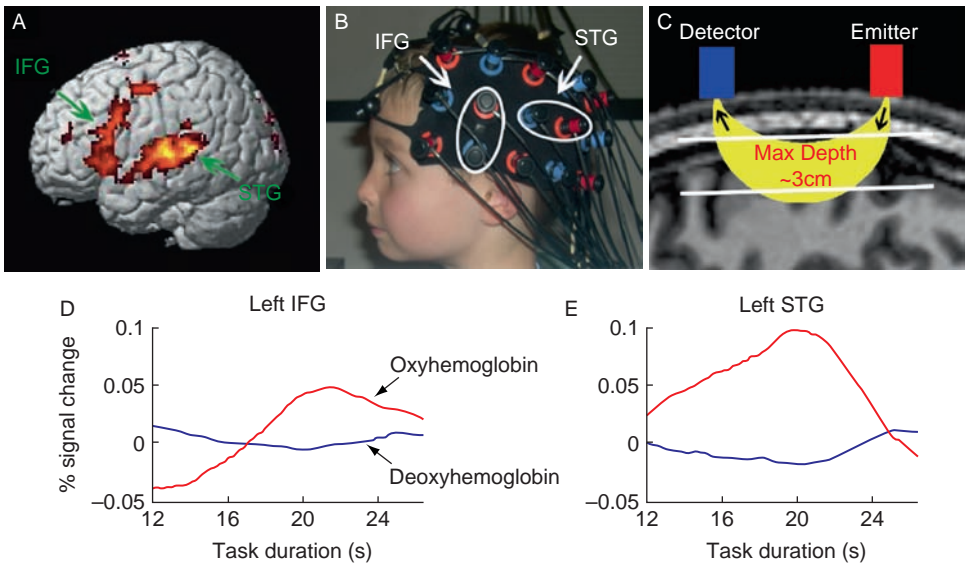 A
IFG
STG
B
IFG
STG
C
Detector
Emitter
Max Depth
~3cm
D
Left IFG
% signal change
0.1
0.05
0
−0.05
12
16
20
24
Oxyhemoglobin
Deoxyhemoglobin
Task duration (s)
E
Left STG
0.1
0.05
0
−0.05
12
16
20
24
Task duration (s)